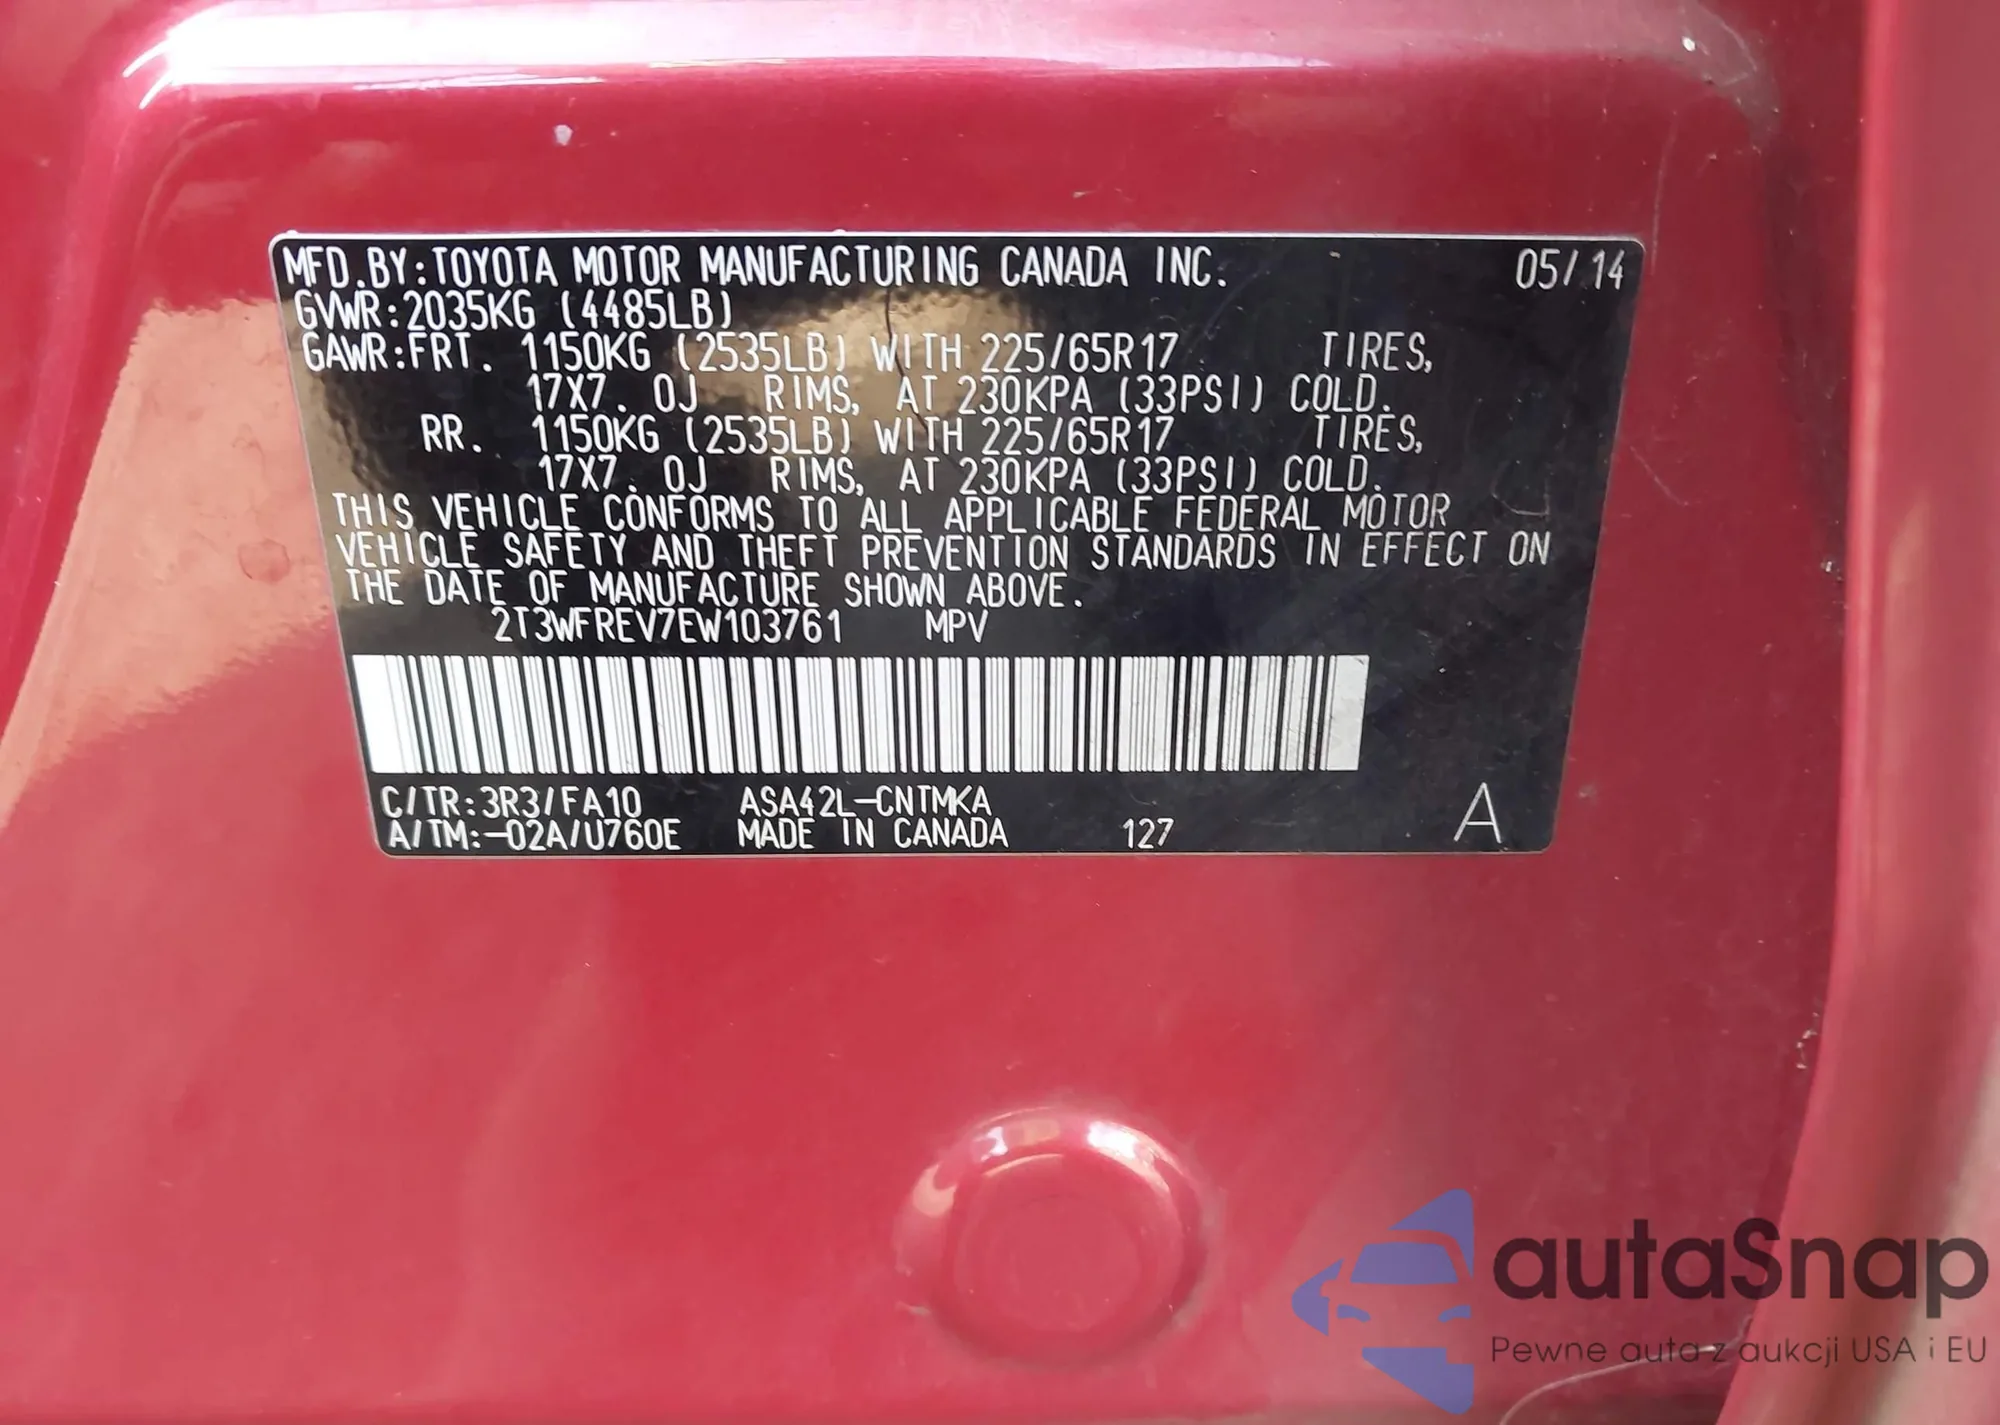 MFD.BY:TOYOTA MOTOR MANUFACTURING CANADA INC. 05/14
GVWR:2035KG (4485LB)
GAWR:FRT. 1150KG (2535LB) WITH 225/65R17 TIRES,
17X7. 0J RIMS, AT 230KPA (33PSI) COLD.
RR. 1150KG (2535LB) WITH 225/65R17 TIRES,
17X7. 0J RIMS, AT 230KPA (33PSI) COLD.
THIS VEHICLE CONFORMS TO ALL APPLICABLE FEDERAL MOTOR
VEHICLE SAFETY AND THEFT PREVENTION STANDARDS IN EFFECT ON
THE DATE OF MANUFACTURE SHOWN ABOVE.
2T3WFREV7EW103761 MPV
C/TR:3R3/FA10 ASA42L-CNTMKA
A/TM:-02A/U760E MADE IN CANADA 127 A
autaSnap
Pewne auta z aukcji USA i EU